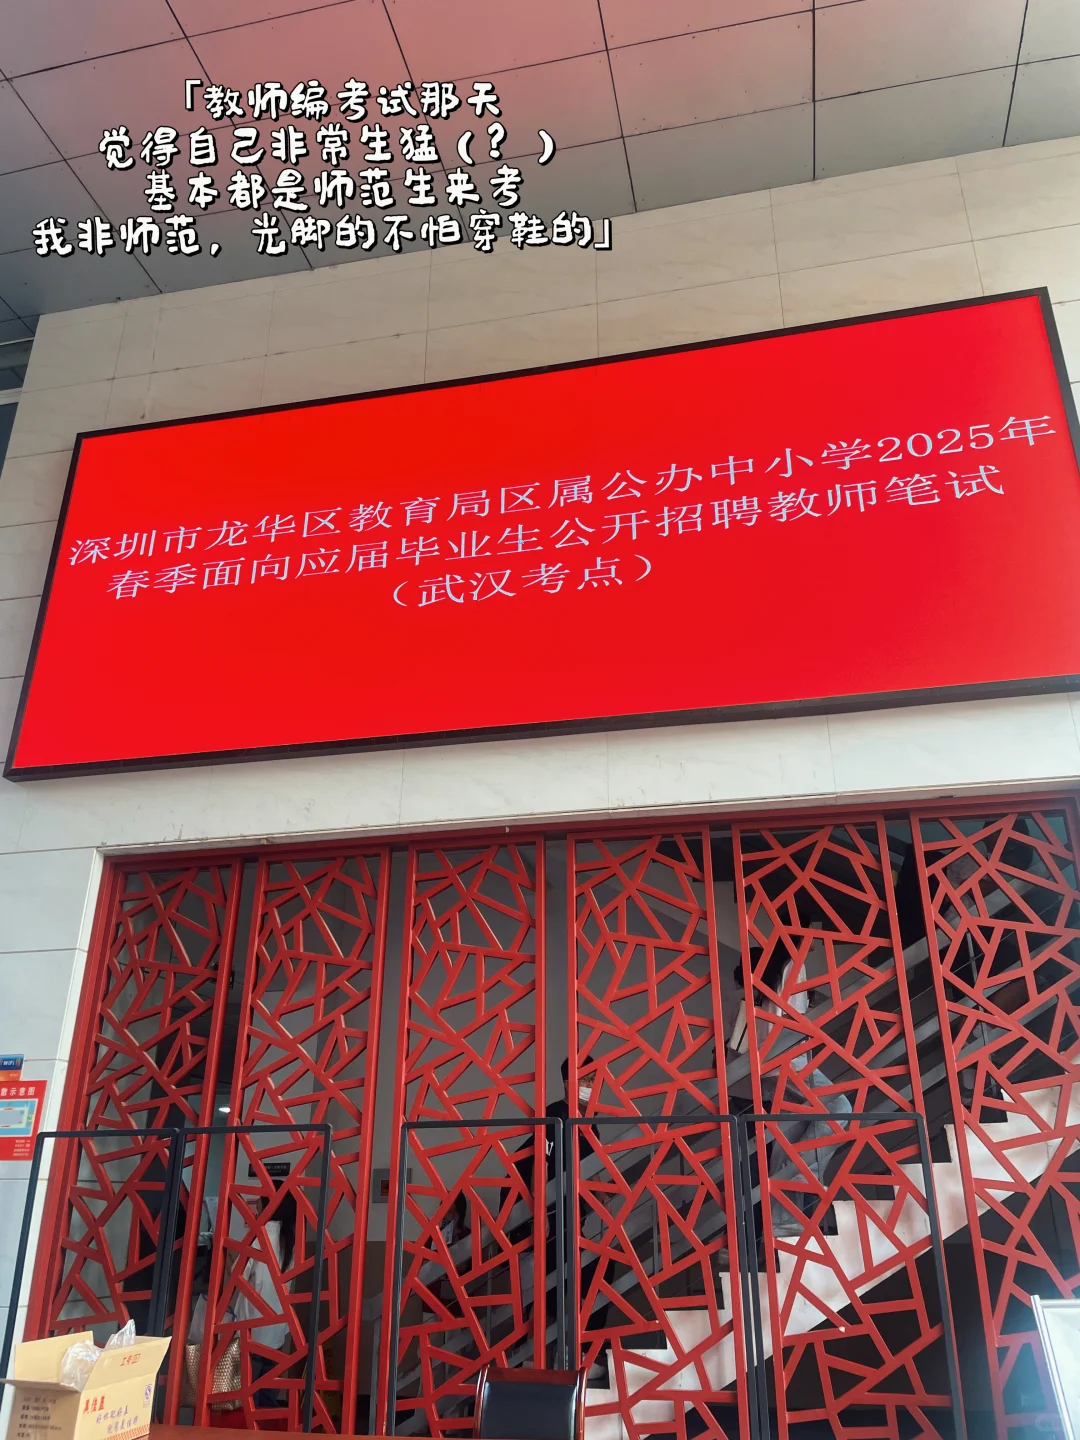 「教师编考试那天
觉得自己非常生猛（？）
基本都是师范生来考
我非师范，光脚的不怕穿鞋的」
深圳市龙华区教育局区属公办中小学2025年
春季面向应届毕业生公开招聘教师笔试
（武汉考点）
示意图